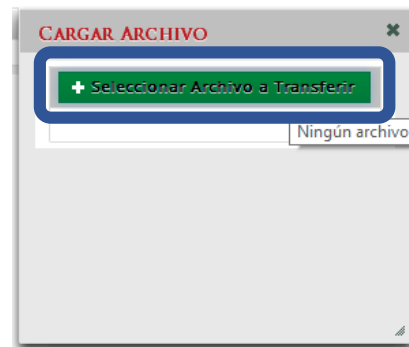 CARGAR ARCHIVO
+ Seleccionar Archivo a Transferir
Ningún archivo